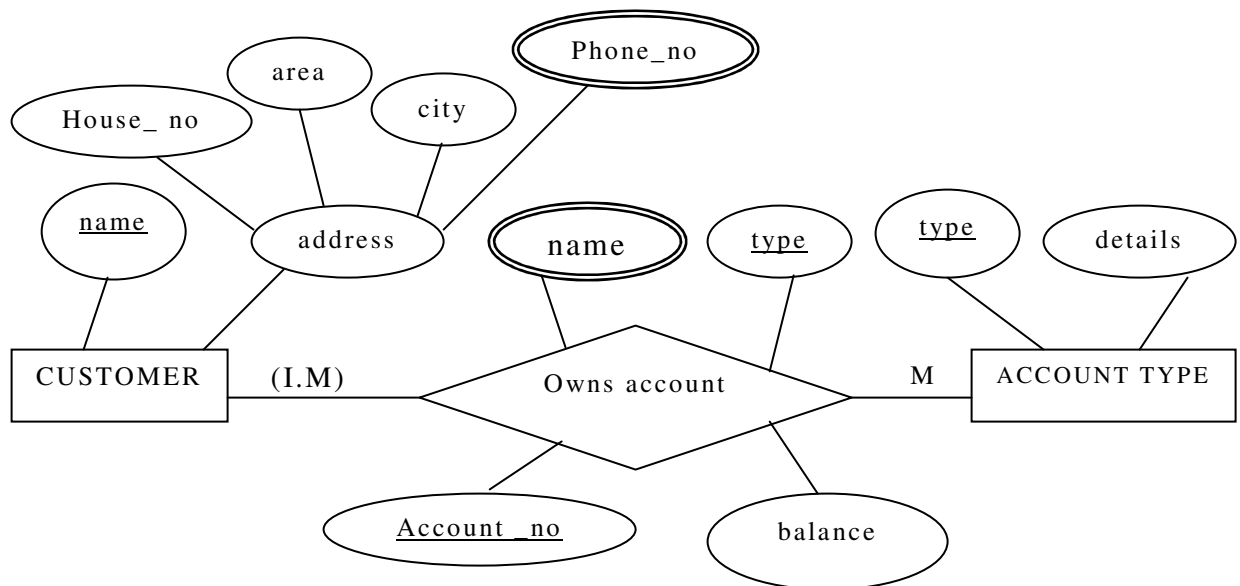 Phone_no
area
city
House_ no
name
address
name
type
type
details
CUSTOMER
(I.M)
Owns account
M
ACCOUNT TYPE
Account _no
balance